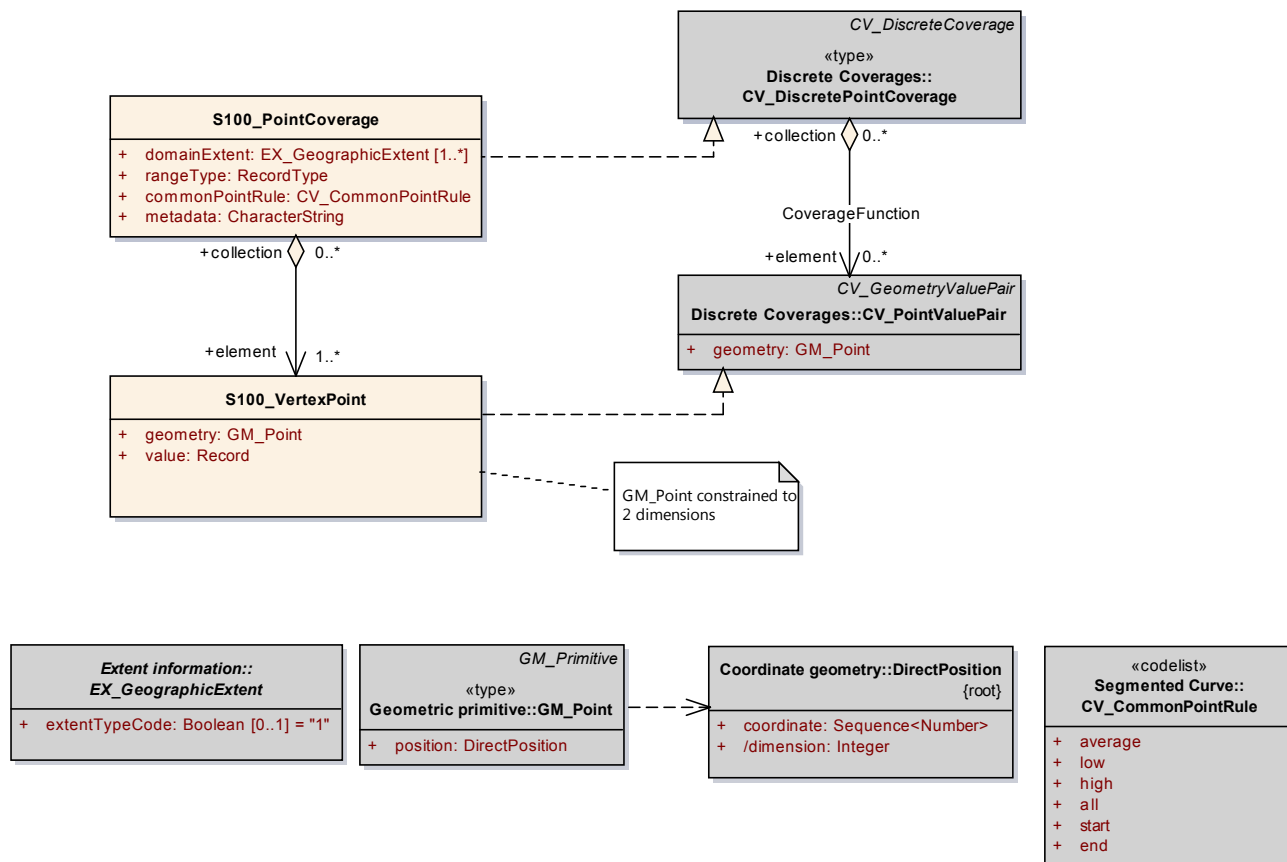 CV_DiscreteCoverage
«type»
Discrete Coverages::
CV_DiscretePointCoverage
S100_PointCoverage
+ domainExtent: EX_GeographicExtent [1..*]
+ rangeType: RecordType
+ commonPointRule: CV_CommonPointRule
+ metadata: CharacterString
+collection 0..*
CoverageFunction
+element 0..*
+collection 0..*
+element 1..*
CV_GeometryValuePair
Discrete Coverages::CV_PointValuePair
+ geometry: GM_Point
S100_VertexPoint
+ geometry: GM_Point
+ value: Record
GM_Point constrained to
2 dimensions
Extent information::
EX_GeographicExtent
+ extentTypeCode: Boolean [0..1] = "1"
GM_Primitive
«type»
Geometric primitive::GM_Point
+ position: DirectPosition
Coordinate geometry::DirectPosition
{root}
+ coordinate: Sequence<Number>
+ /dimension: Integer
«codelist»
Segmented Curve::
CV_CommonPointRule
+ average
+ low
+ high
+ all
+ start
+ end